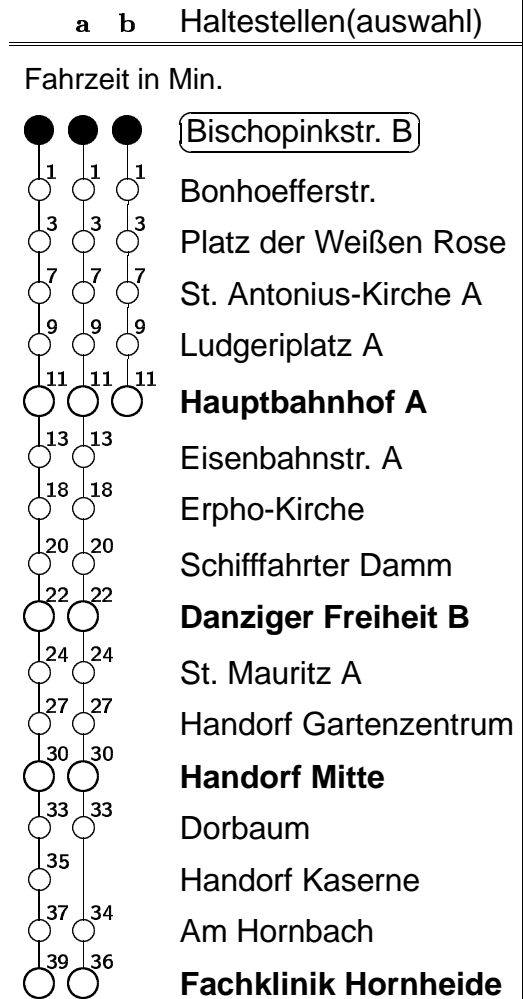 a b Haltestellen(auswahl)
Fahrzeit in Min.
Bischopinkstr. B
1 1 1 Bonhoefferstr.
3 3 3 Platz der Weißen Rose
7 7 7 St. Antonius-Kirche A
9 9 9 Ludgeriplatz A
11 11 11 Hauptbahnhof A
13 13 Eisenbahnstr. A
18 18 Erpho-Kirche
20 20 Schifffahrter Damm
22 22 Danziger Freiheit B
24 24 St. Mauritz A
27 27 Handorf Gartenzentrum
30 30 Handorf Mitte
33 33 Dorbaum
35 Handorf Kaserne
37 34 Am Hornbach
39 36 Fachklinik Hornheide